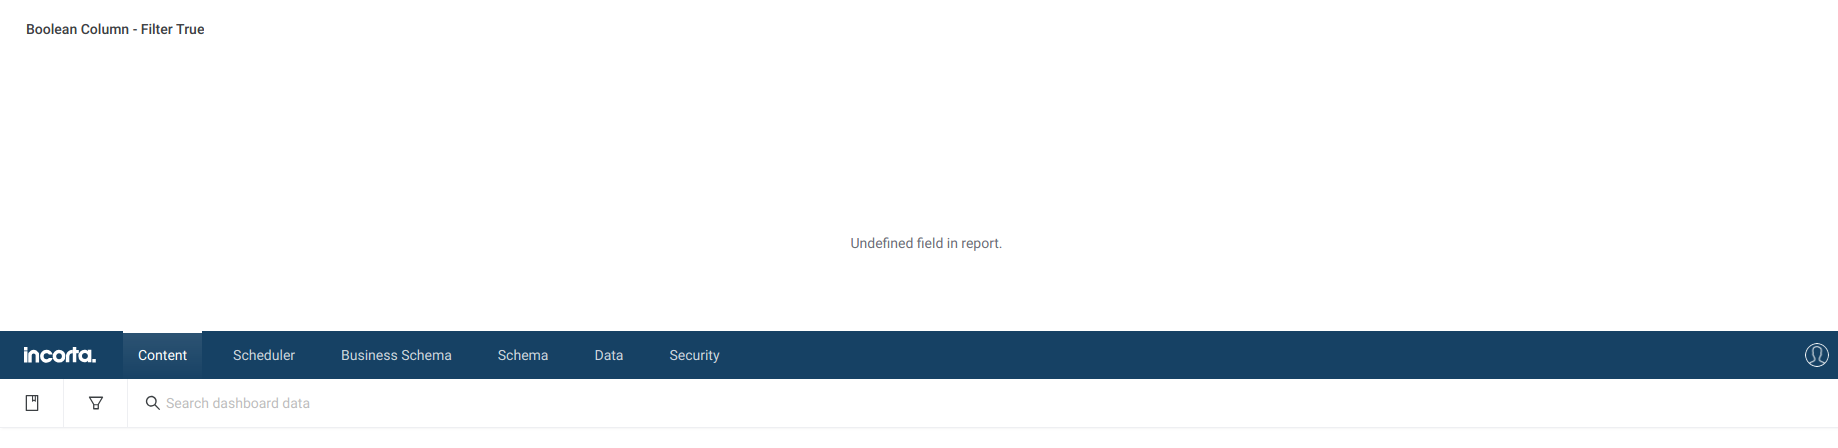 Boolean Column - Filter True
Undefined field in report.
incorta. Content Scheduler Business Schema Schema Data Security
Search dashboard data